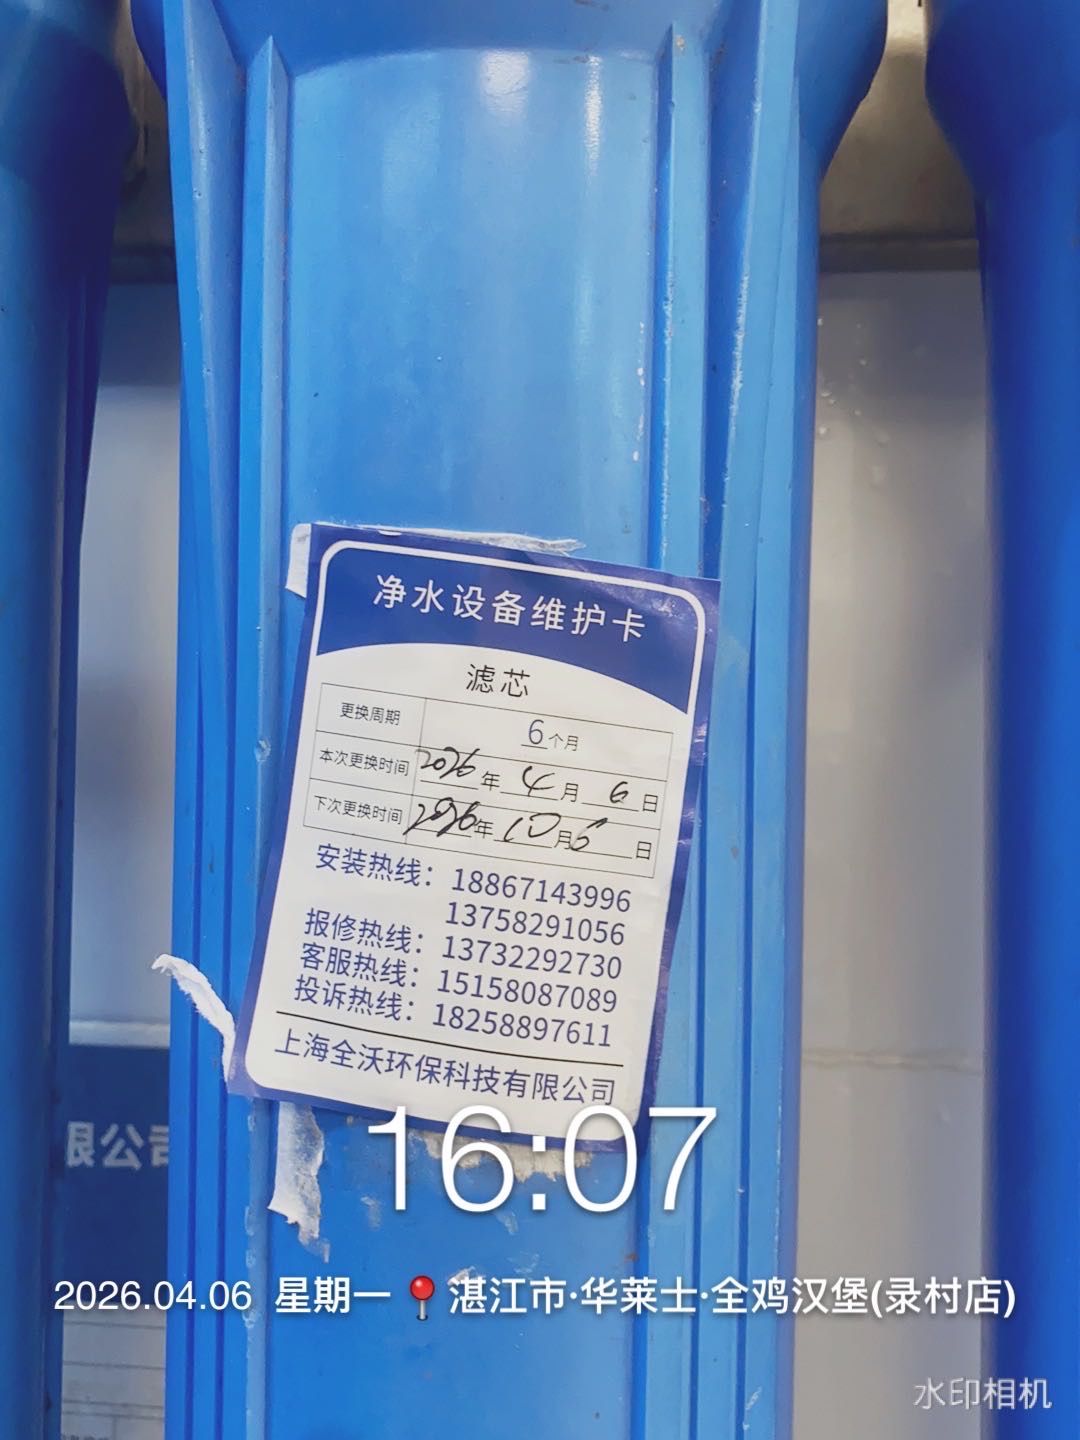 净水设备维护卡
滤芯
更换周期 6个月
本次更换时间 2026年4月6日
下次更换时间 2026年10月6日
安装热线：18867143996
13758291056
报修热线：13732292730
客服热线：15158087089
投诉热线：18258897611
上海全沃环保科技有限公司
限公司
16:07
2026.04.06 星期一 湛江市·华莱士·全鸡汉堡(录村店)
水印相机